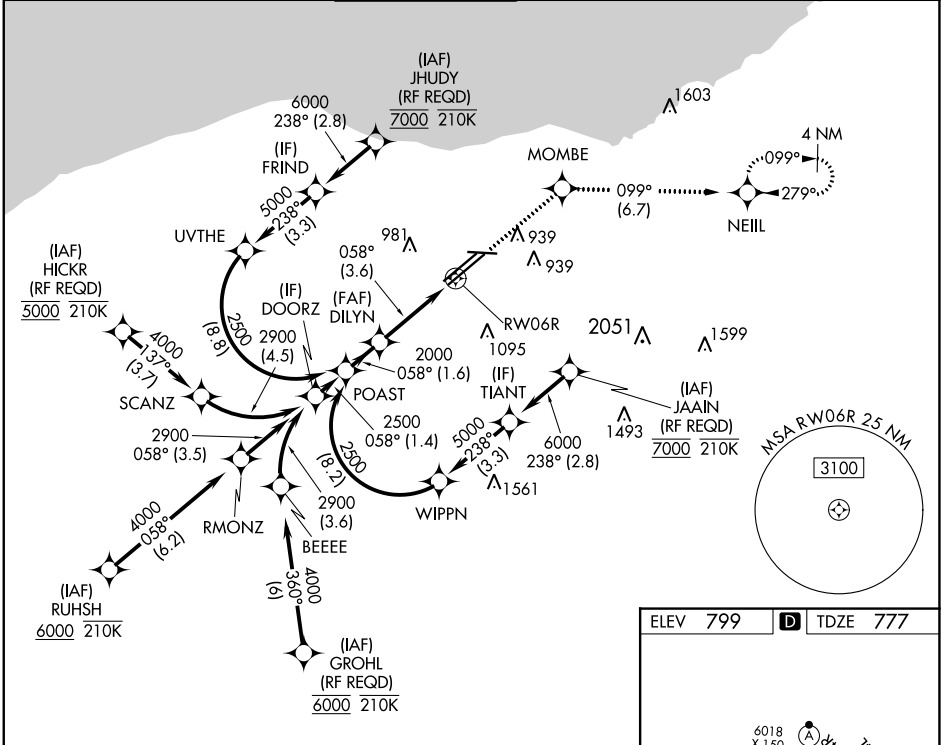 (IAF)
JHUDY
(RF REQD)
7000 210K
6000
238° (2.8)
(IF)
FRIND
1603
4 NM
MOMBE
099°
279°
099°
(6.7)
NEIIL
5000
238°
(3.3)
UVTHE
981
939
939
058°
(3.6)
(IAF)
HICKR
(RF REQD)
5000 210K
(IF)
DOORZ
(FAF)
DILYN
2500
(8.8)
2900
(4.5)
RW06R
1095
2051
1599
4000
137°
(3.7)
2000
058° (1.6)
(IF)
TIANT
SCANZ
POAST
(IAF)
JAAIN
(RF REQD)
7000 210K
2500
058° (1.4)
1493
2900
058° (3.5)
5000
238°
(3.3)
6000
238° (2.8)
MSA RW06R 25 NM
3100
2500
(8.2)
1561
2900
(3.6)
WIPPN
RMONZ
BEEEE
4000
058°
(6.2)
(IAF)
RUHSH
6000 210K
4000
360°
(6)
(IAF)
GROHL
(RF REQD)
6000 210K
ELEV 799 D TDZE 777
6018
X 150
A